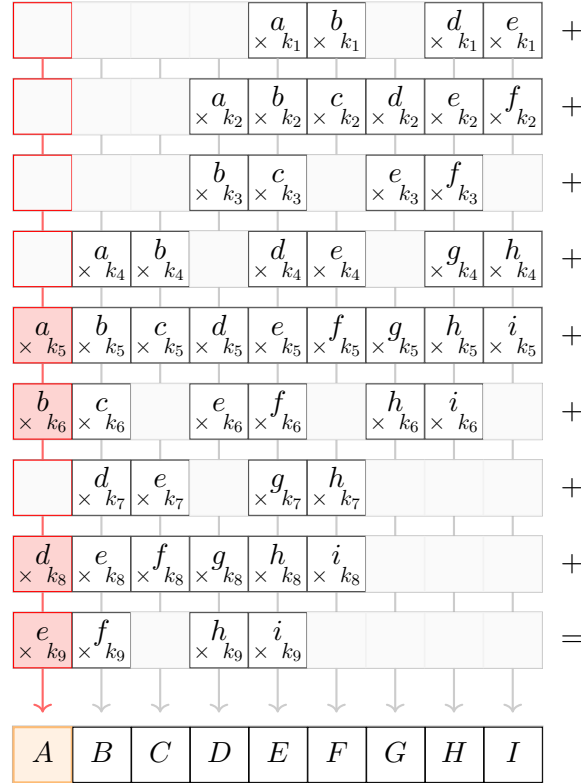 a × k₁ b × k₁ d × k₁ e × k₁ +
a × k₂ b × k₂ c × k₂ d × k₂ e × k₂ f × k₂ +
b × k₃ c × k₃ e × k₃ f × k₃ +
a × k₄ b × k₄ d × k₄ e × k₄ g × k₄ h × k₄ +
a × k₅ b × k₅ c × k₅ d × k₅ e × k₅ f × k₅ g × k₅ h × k₅ i × k₅ +
b × k₆ c × k₆ e × k₆ f × k₆ h × k₆ i × k₆ +
d × k₇ e × k₇ g × k₇ h × k₇ +
d × k₈ e × k₈ f × k₈ g × k₈ h × k₈ i × k₈ +
e × k₉ f × k₉ h × k₉ i × k₉ =
A B C D E F G H I